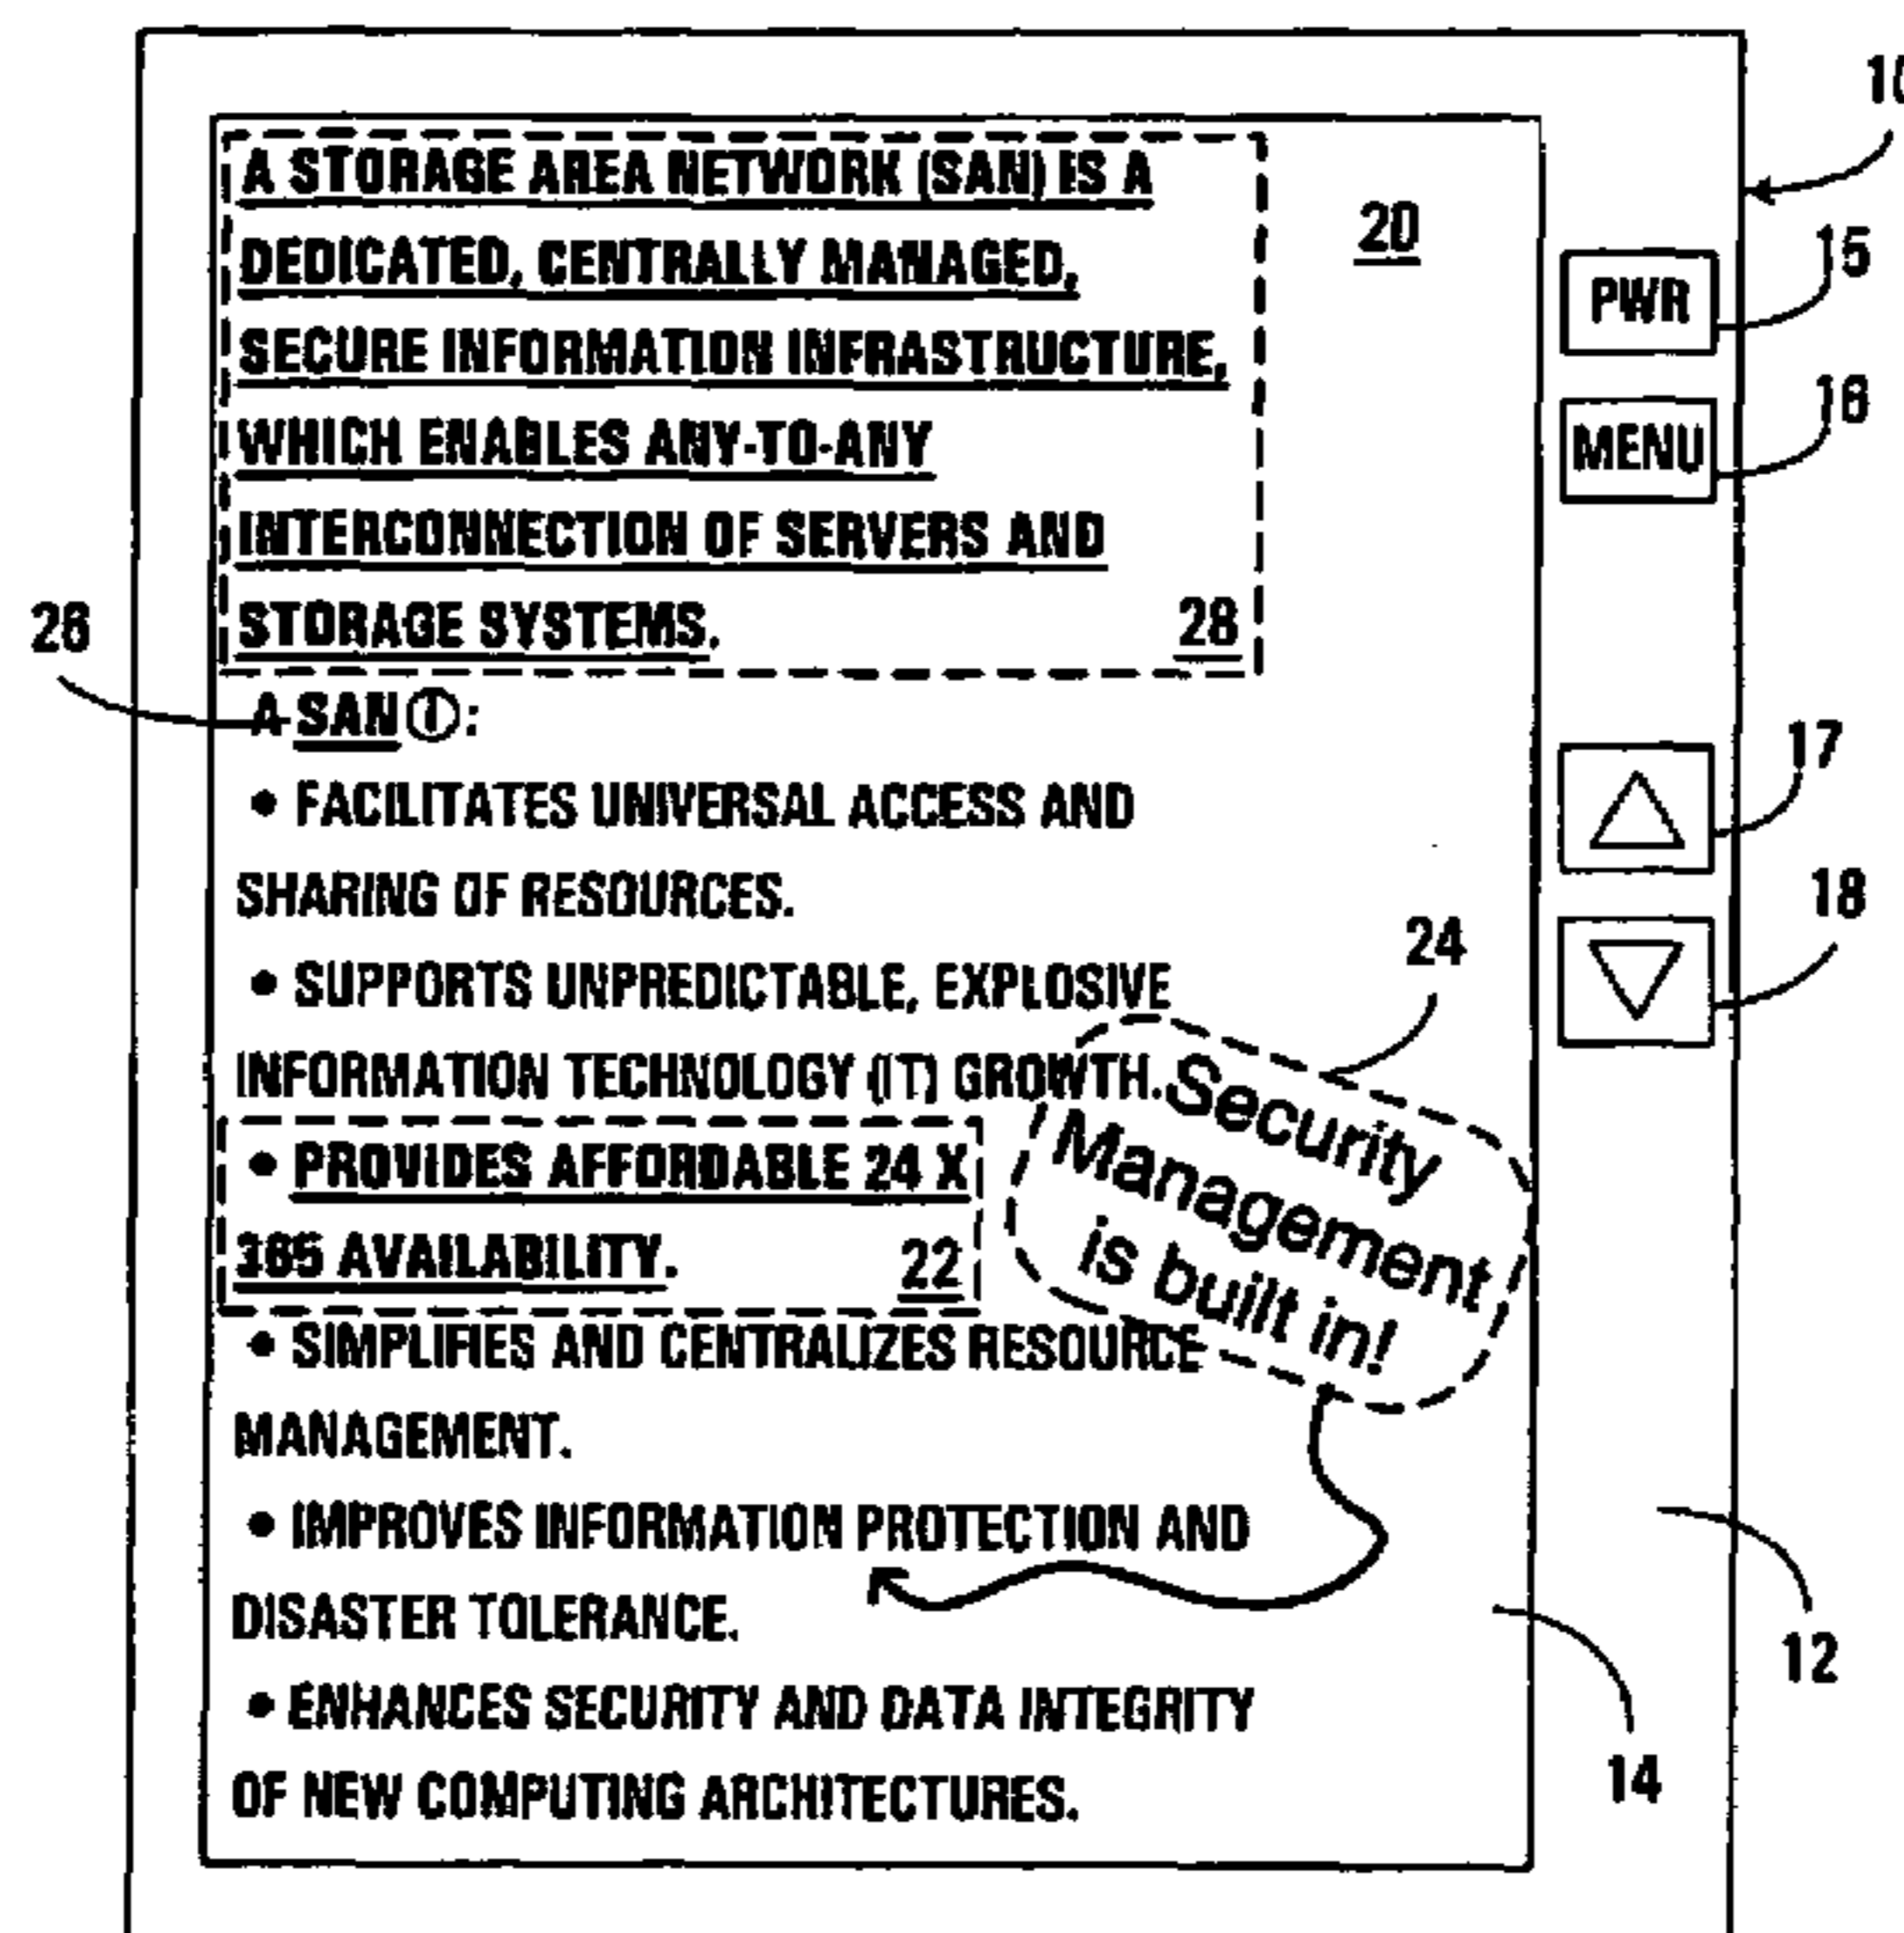 10
A STORAGE AREA NETWORK (SAN) IS A
20
15
DEDICATED, CENTRALLY MANAGED,
PWR
SECURE INFORMATION INFRASTRUCTURE,
16
WHICH ENABLES ANY-TO-ANY
MENU
INTERCONNECTION OF SERVERS AND
STORAGE SYSTEMS.
28
26
A SAN ⓘ:
17
FACILITATES UNIVERSAL ACCESS AND
SHARING OF RESOURCES.
18
24
• SUPPORTS UNPREDICTABLE, EXPLOSIVE
INFORMATION TECHNOLOGY (IT) GROWTH.
Security
Management
is built in!
• PROVIDES AFFORDABLE 24 X
365 AVAILABILITY.
22
• SIMPLIFIES AND CENTRALIZES RESOURCE
MANAGEMENT.
• IMPROVES INFORMATION PROTECTION AND
DISASTER TOLERANCE.
12
• ENHANCES SECURITY AND DATA INTEGRITY
14
OF NEW COMPUTING ARCHITECTURES.